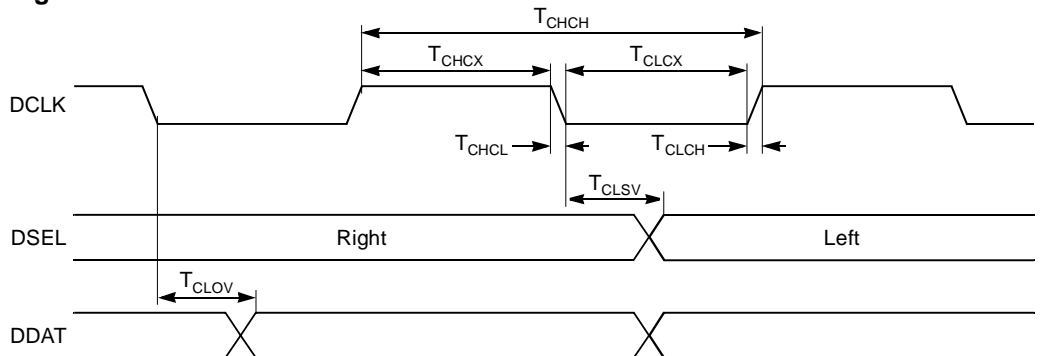 T_CHCH
T_CHCX T_CLCX
DCLK
T_CHCL T_CLCH
T_CLSV
DSEL Right Left
T_CLOV
DDAT